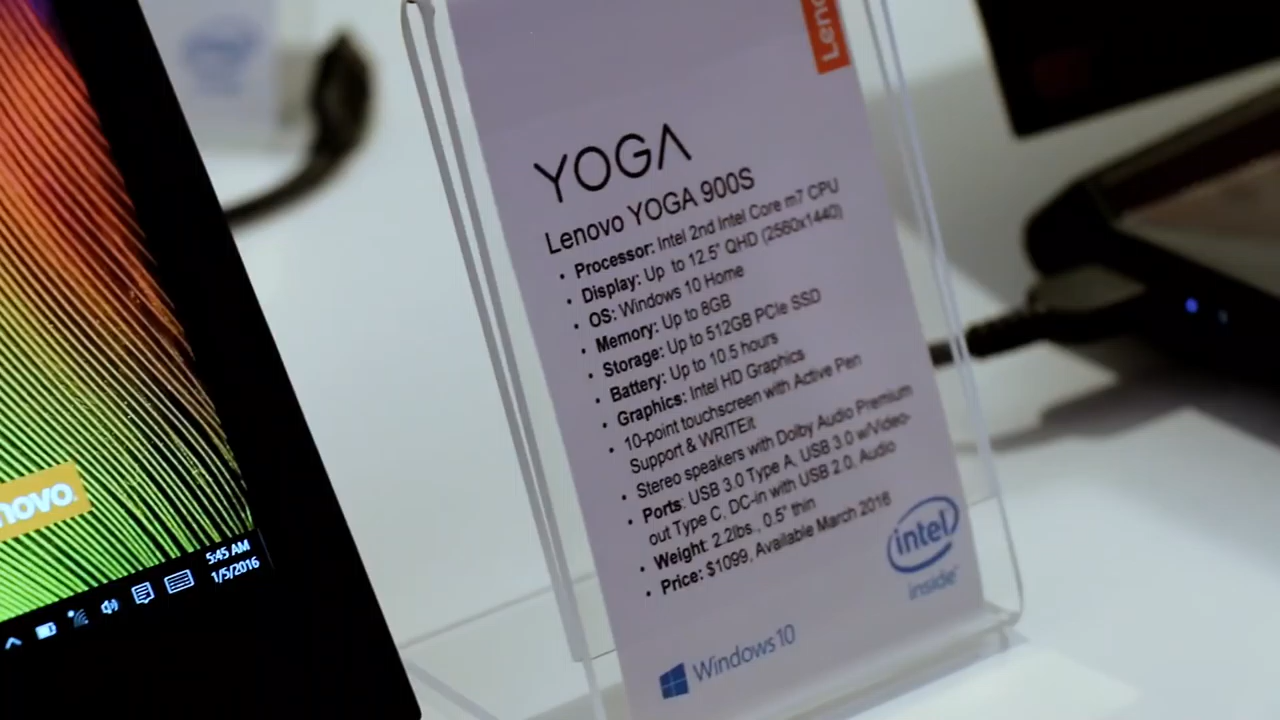 Leno
YOGA
Lenovo YOGA 900S
• Processor: Intel 2nd Intel Core m7 CPU
• Display: Up to 12.5" QHD (2560x1440)
• OS: Windows 10 Home
• Memory: Up to 8GB
• Storage: Up to 512GB PCIe SSD
• Battery: Up to 10.5 hours
• Graphics: Intel HD Graphics
• 10-point touchscreen with Active Pen
Support & WRITEit
• Stereo speakers with Dolby Audio Premium
• Ports: USB 3.0 Type A, USB 3.0 w/Video-
out Type C, DC-in with USB 2.0, Audio
• Weight: 2.2lbs., 0.5" thin
• Price: $1099, Available March 2016
intel
inside
Windows 10
novo
5:45 AM
1/5/2016